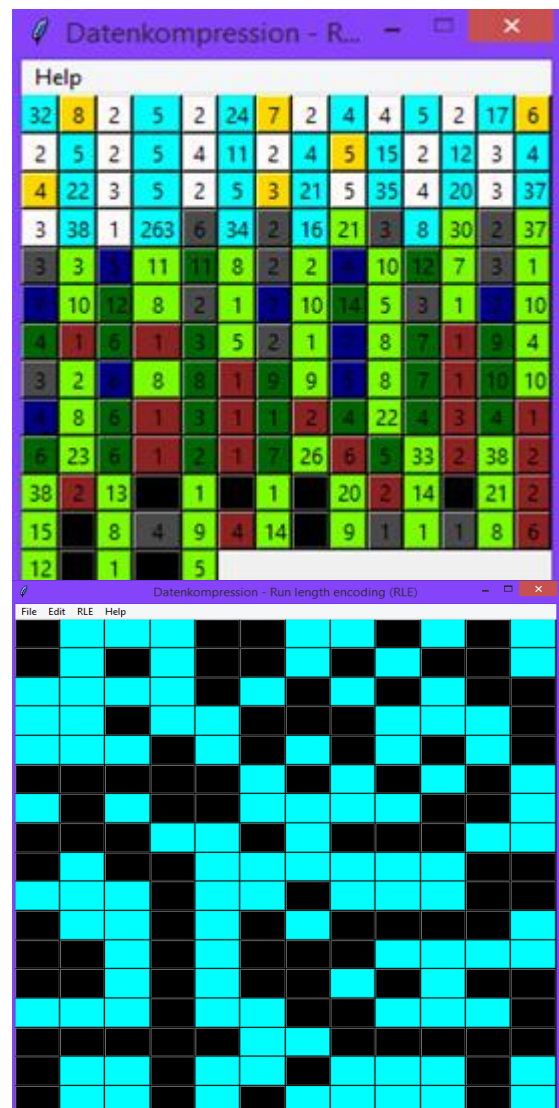 Datenkompression - R...
Help
32 8 2 5 2 24 7 2 4 4 5 2 17 6
2 5 2 5 4 11 2 4 5 15 2 12 3 4
4 22 3 5 2 5 3 21 5 35 4 20 3 37
3 38 1 263 6 34 2 16 21 3 8 30 2 37
3 3 11 11 8 2 2 10 12 7 3 1
10 12 8 2 1 10 14 5 3 1 10
4 1 6 1 3 5 2 1 8 7 1 9 4
3 2 8 8 1 9 9 8 7 1 10 10
8 6 1 3 1 1 2 4 22 4 3 4 1
6 23 6 1 2 1 7 26 6 5 33 2 38 2
38 2 13 1 1 20 2 14 21 2
15 8 4 9 4 14 9 1 1 1 8 6
12 1 5
Datenkompression - Run length encoding (RLE)
File Edit RLE Help